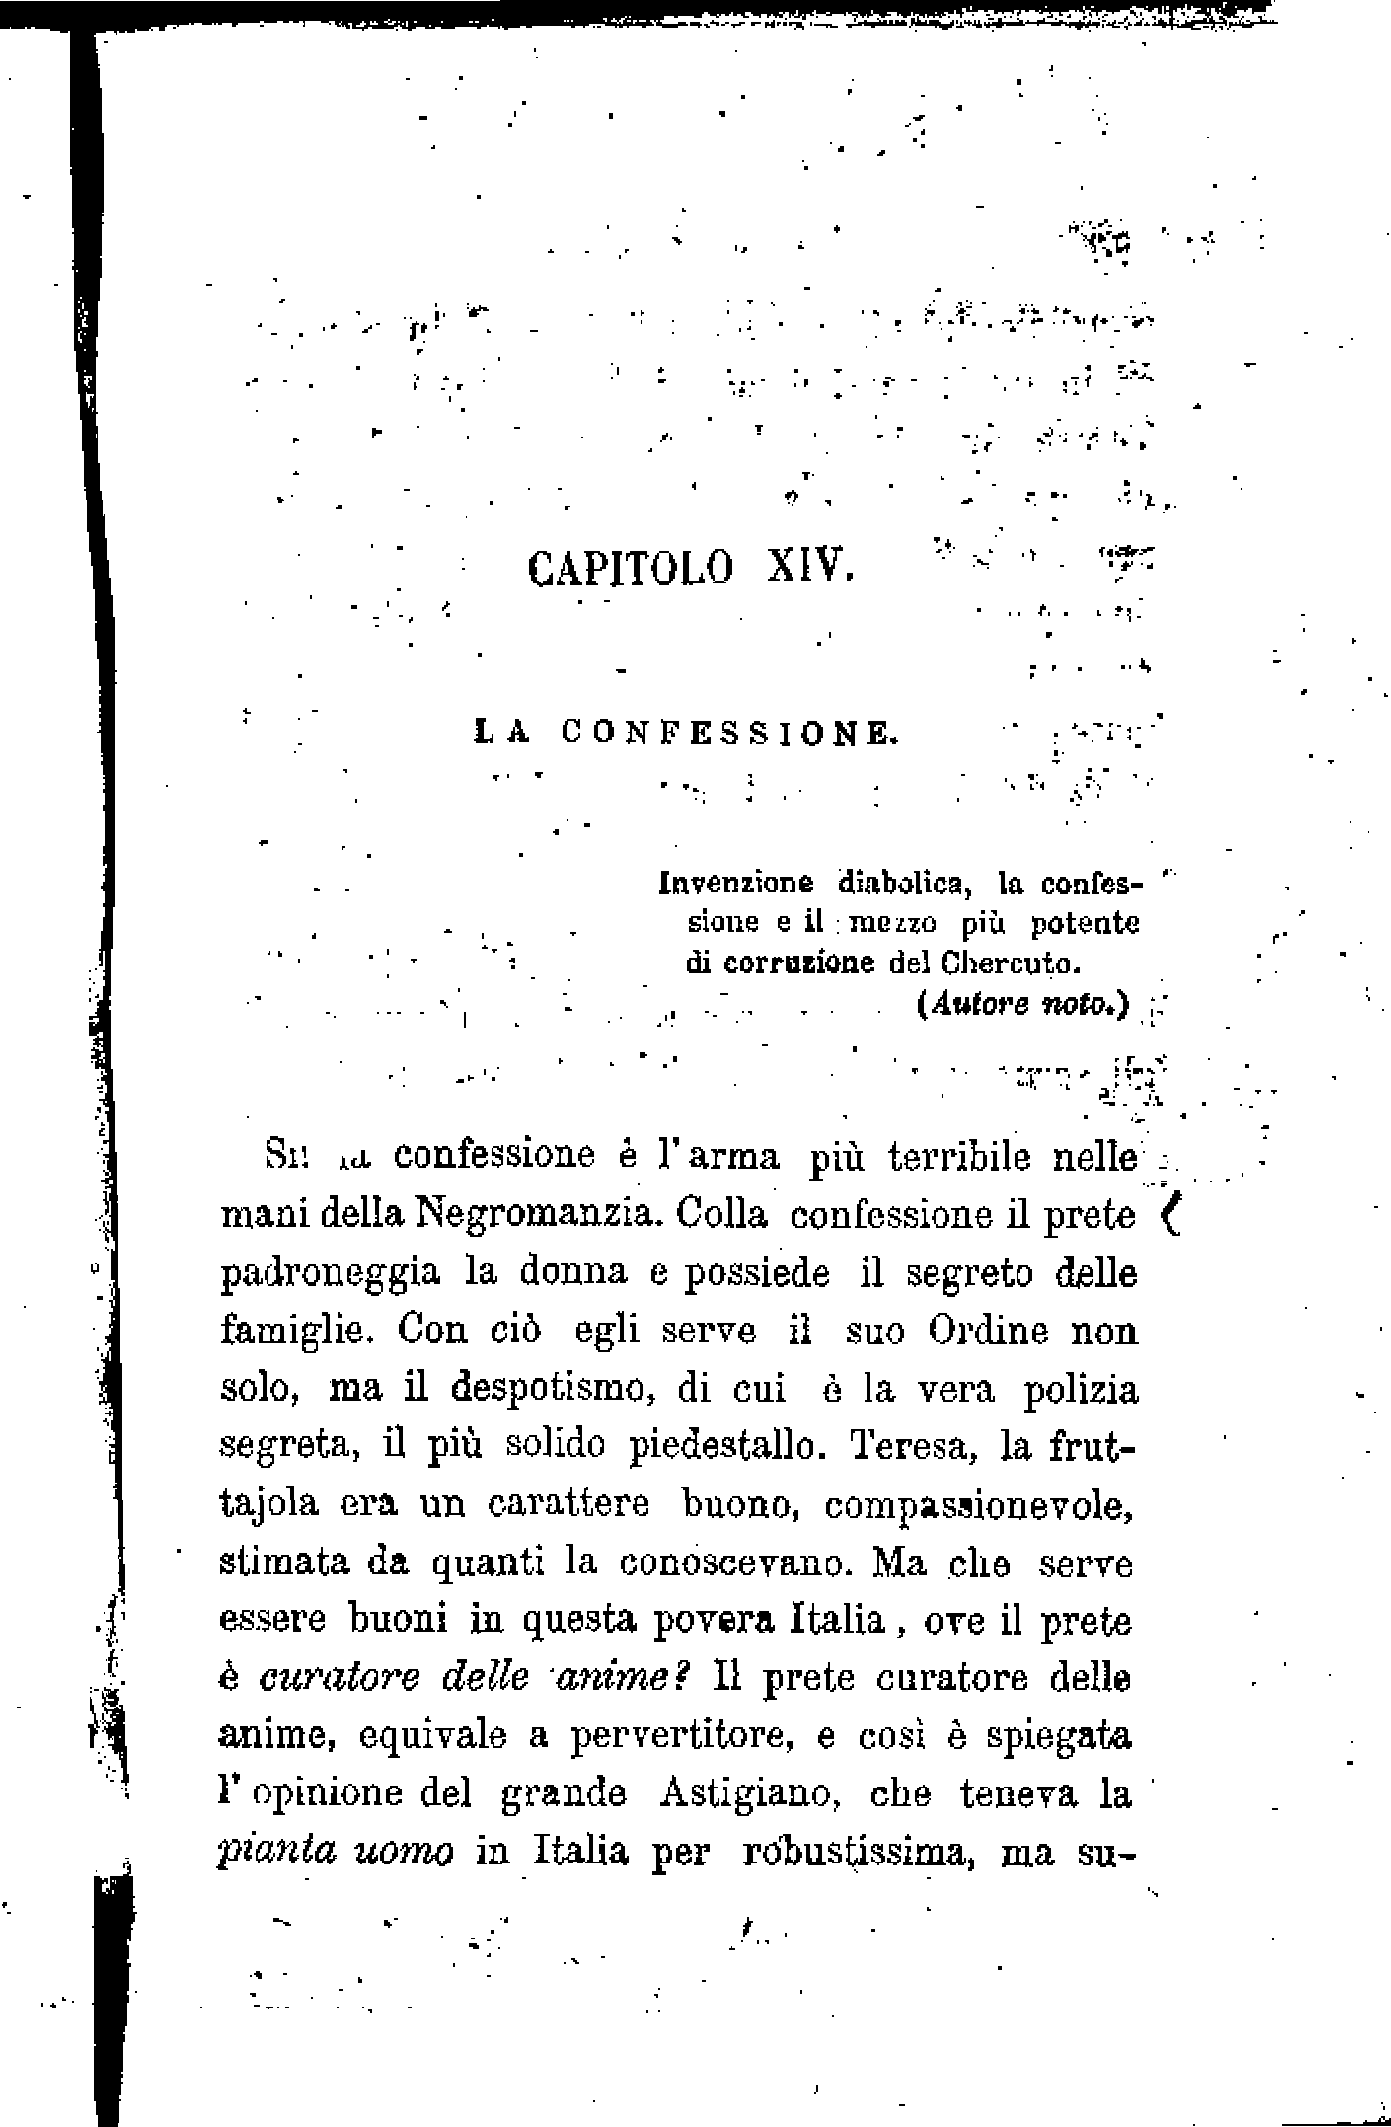 CAPITOLO XIV.
LA CONFESSIONE.
Invenzione diabolica, la confes-
sione e il mezzo più potente
di corruzione del Chercuto.
(Autore noto.)
confessione è l'arma più terribile nelle
mani della Negromanzia. Colla confessione il prete
padroneggia la donna e possiede il segreto delle
famiglie. Con ciò egli serve il suo Ordine non
solo, ma il despotismo, di cui è la vera polizia
segreta, il più solido piedestallo. Teresa, la frut-
tajola era un carattere buono, compassionevole,
stimata da quanti la conoscevano. Ma che serve
essere buoni in questa povera Italia, ove il prete
è curatore delle anime? Il prete curatore delle
anime, equivale a pervertitore, e così è spiegata
l'opinione del grande Astigiano, che teneva la
pianta uomo in Italia per robustissima, ma su-